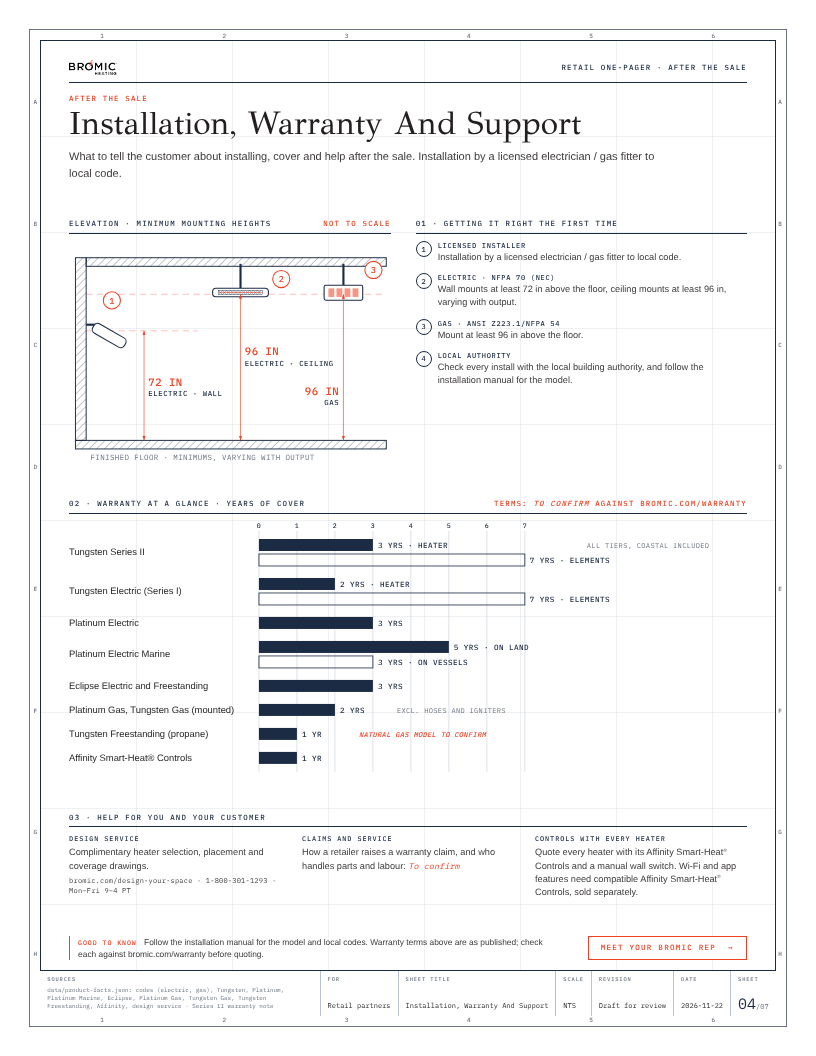 1 2 3 4 5 6
BROMIC
HEATING
RETAIL ONE-PAGER · AFTER THE SALE
AFTER THE SALE
Installation, Warranty And Support
What to tell the customer about installing, cover and help after the sale. Installation by a licensed electrician / gas fitter to
local code.
ELEVATION · MINIMUM MOUNTING HEIGHTS
NOT TO SCALE
1
2
3
96 IN
ELECTRIC · CEILING
72 IN
ELECTRIC · WALL
96 IN
GAS
FINISHED FLOOR · MINIMUMS, VARYING WITH OUTPUT
01 · GETTING IT RIGHT THE FIRST TIME
1 LICENSED INSTALLER
Installation by a licensed electrician / gas fitter to local code.
2 ELECTRIC · NFPA 70 (NEC)
Wall mounts at least 72 in above the floor, ceiling mounts at least 96 in,
varying with output.
3 GAS · ANSI Z223.1/NFPA 54
Mount at least 96 in above the floor.
4 LOCAL AUTHORITY
Check every install with the local building authority, and follow the
installation manual for the model.
02 · WARRANTY AT A GLANCE · YEARS OF COVER
TERMS: TO CONFIRM AGAINST BROMIC.COM/WARRANTY
0 1 2 3 4 5 6 7
Tungsten Series II
3 YRS · HEATER
ALL TIERS, COASTAL INCLUDED
7 YRS · ELEMENTS
Tungsten Electric (Series I)
2 YRS · HEATER
7 YRS · ELEMENTS
Platinum Electric
3 YRS
Platinum Electric Marine
5 YRS · ON LAND
3 YRS · ON VESSELS
Eclipse Electric and Freestanding
3 YRS
Platinum Gas, Tungsten Gas (mounted)
2 YRS
EXCL. HOSES AND IGNITERS
Tungsten Freestanding (propane)
1 YR
NATURAL GAS MODEL TO CONFIRM
Affinity Smart-Heat® Controls
1 YR
03 · HELP FOR YOU AND YOUR CUSTOMER
DESIGN SERVICE
Complimentary heater selection, placement and
coverage drawings.
bromic.com/design-your-space · 1-800-301-1293 ·
Mon–Fri 9–4 PT
CLAIMS AND SERVICE
How a retailer raises a warranty claim, and who
handles parts and labour: To confirm
CONTROLS WITH EVERY HEATER
Quote every heater with its Affinity Smart-Heat®
Controls and a manual wall switch. Wi-Fi and app
features need compatible Affinity Smart-Heat®
Controls, sold separately.
GOOD TO KNOW Follow the installation manual for the model and local codes. Warranty terms above are as published; check
each against bromic.com/warranty before quoting.
MEET YOUR BROMIC REP →
SOURCES
data/product-facts.json: codes (electric, gas), Tungsten, Platinum,
Platinum Marine, Eclipse, Platinum Gas, Tungsten Gas, Tungsten
Freestanding, Affinity, design service · Series II warranty note
FOR
Retail partners
SHEET TITLE
Installation, Warranty And Support
SCALE
NTS
REVISION
Draft for review
DATE
2026-11-22
SHEET
04/07
1 2 3 4 5 6
A
B
C
D
E
F
G
H
A
B
C
D
E
F
G
H